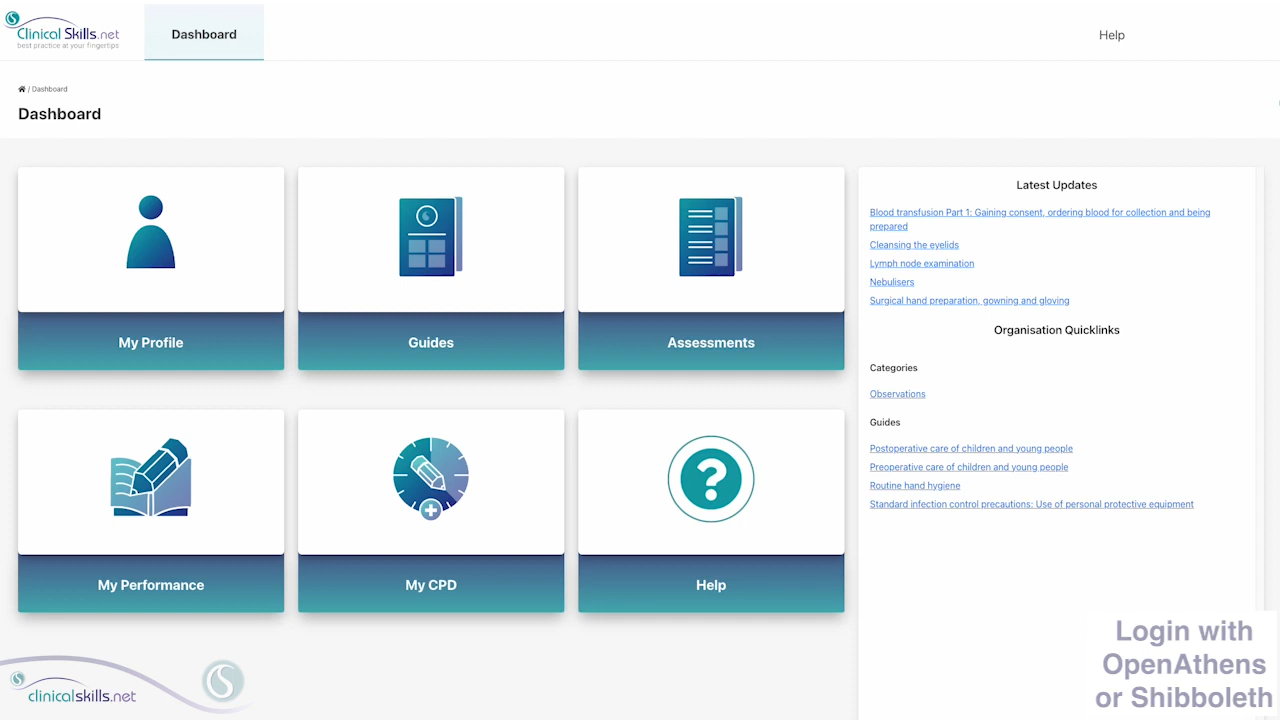 Clinical Skills.net
best practice at your fingertips
Dashboard
Help
/ Dashboard
Dashboard
My Profile
Guides
Assessments
My Performance
My CPD
Help
Latest Updates
Blood transfusion Part 1: Gaining consent, ordering blood for collection and being
prepared
Cleansing the eyelids
Lymph node examination
Nebulisers
Surgical hand preparation, gowning and gloving
Organisation Quicklinks
Categories
Observations
Guides
Postoperative care of children and young people
Preoperative care of children and young people
Routine hand hygiene
Standard infection control precautions: Use of personal protective equipment
clinicalskills.net
Login with
OpenAthens
or Shibboleth